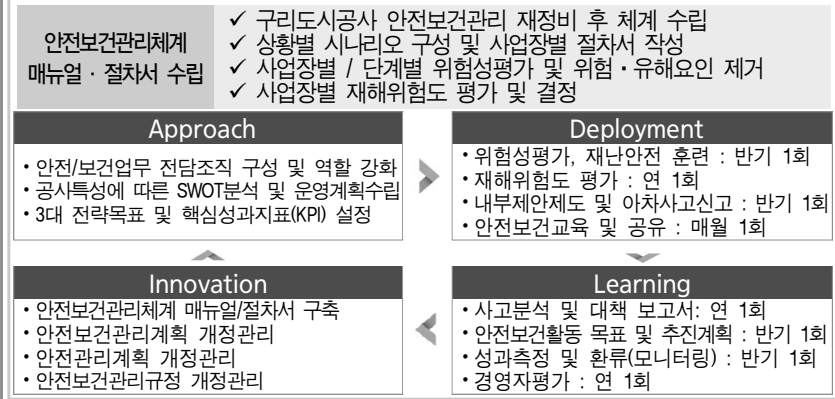 안전보건관리체계
매뉴얼 · 절차서 수립
✓ 구리도시공사 안전보건관리 재정비 후 체계 수립
✓ 상황별 시나리오 구성 및 사업장별 절차서 작성
✓ 사업장별 / 단계별 위험성평가 및 위험・유해요인 제거
✓ 사업장별 재해위험도 평가 및 결정
Approach
• 안전/보건업무 전담조직 구성 및 역할 강화
• 공사특성에 따른 SWOT분석 및 운영계획수립
• 3대 전략목표 및 핵심성과지표(KPI) 설정
Deployment
• 위험성평가, 재난안전 훈련 : 반기 1회
• 재해위험도 평가 : 연 1회
• 내부제안제도 및 아차사고신고 : 반기 1회
• 안전보건교육 및 공유 : 매월 1회
Innovation
• 안전보건관리체계 매뉴얼/절차서 구축
• 안전보건관리계획 개정관리
• 안전관리계획 개정관리
• 안전보건관리규정 개정관리
Learning
• 사고분석 및 대책 보고서: 연 1회
• 안전보건활동 목표 및 추진계획 : 반기 1회
• 성과측정 및 환류(모니터링) : 반기 1회
• 경영자평가 : 연 1회